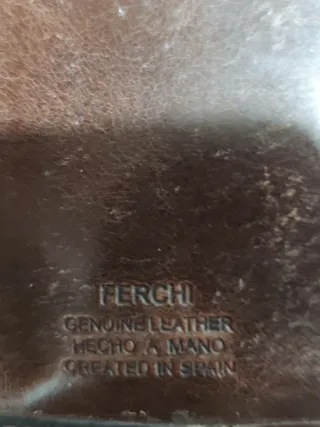 FERCHI
GENUINE LEATHER
HECHO A MANO
CREATED IN SPAIN